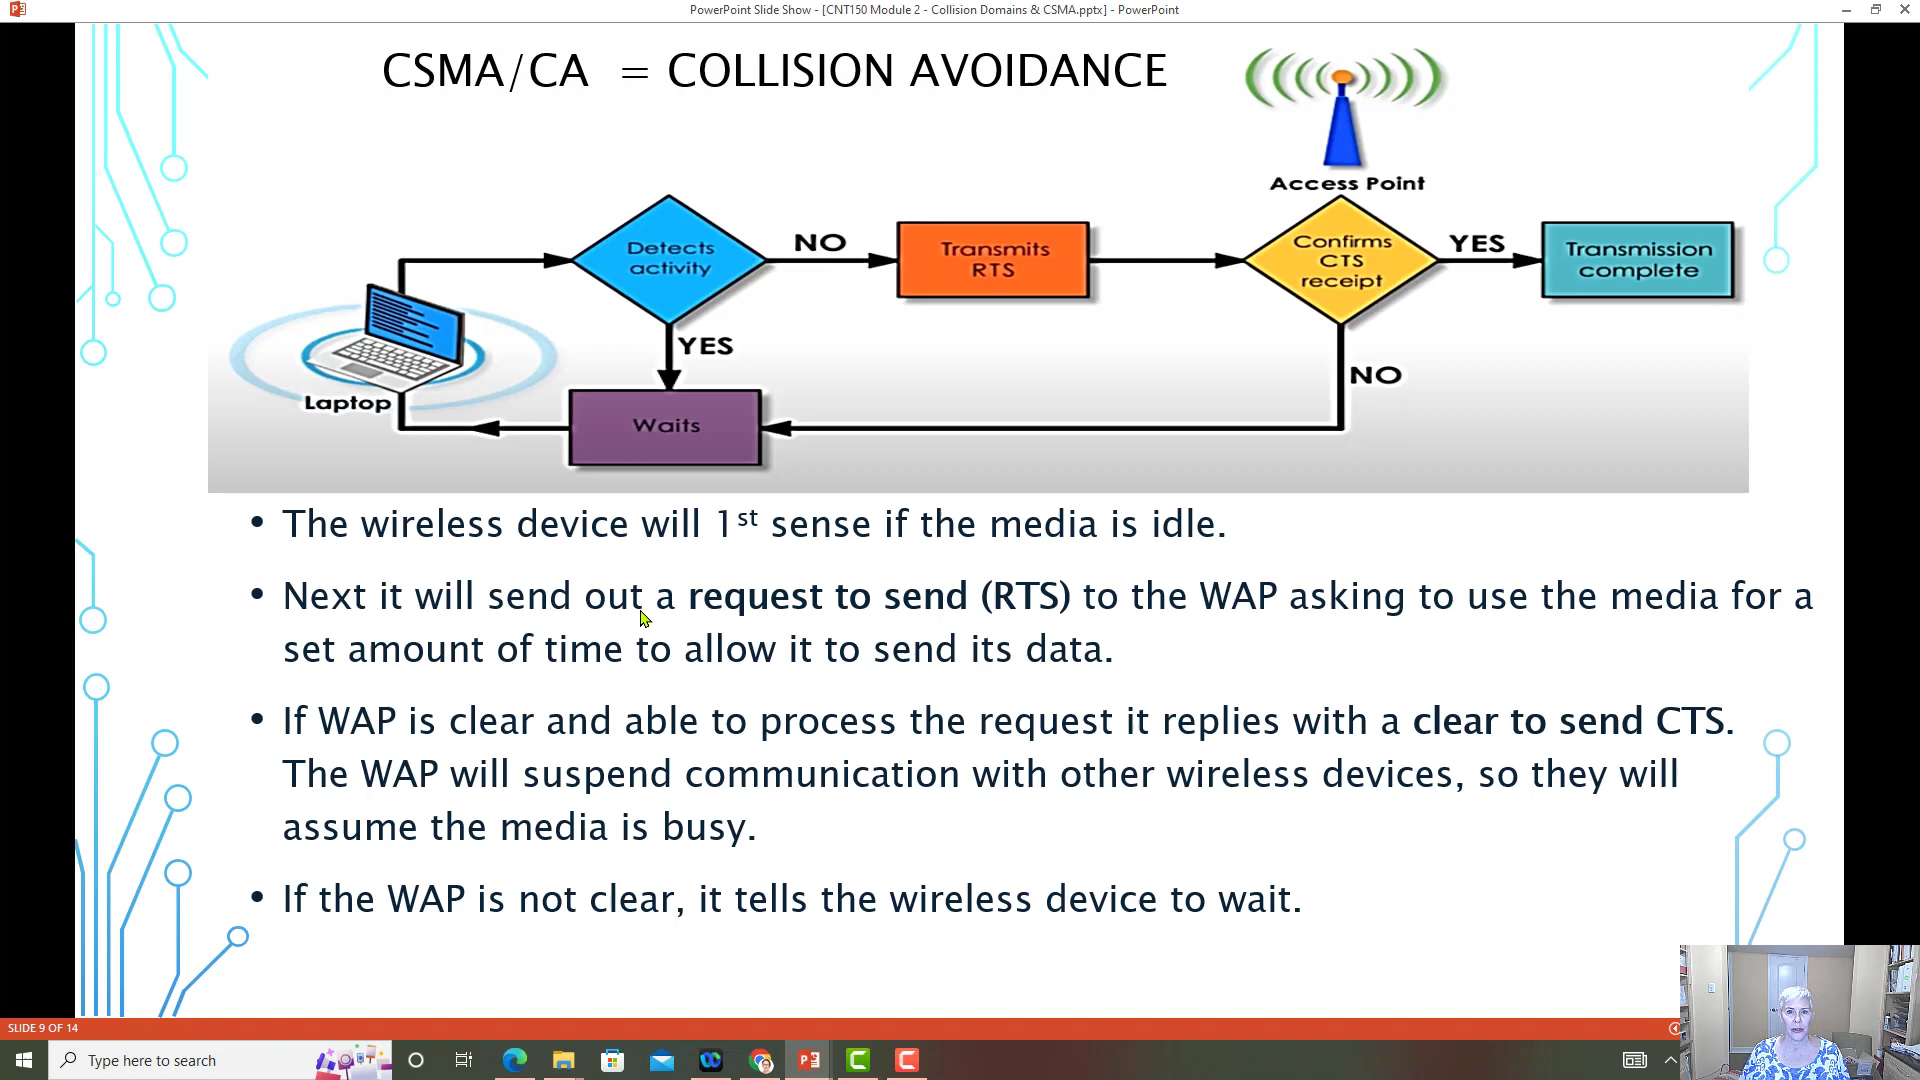 PowerPoint Slide Show - [CNT150 Module 2 - Collision Domains & CSMA.pptx] - PowerPoint
CSMA/CA = COLLISION AVOIDANCE
Access Point
Detects
activity
NO
Transmits
RTS
Confirms
CTS
receipt
YES
Transmission
complete
YES
NO
Laptop
Waits
• The wireless device will 1st sense if the media is idle.
• Next it will send out a request to send (RTS) to the WAP asking to use the media for a
set amount of time to allow it to send its data.
• If WAP is clear and able to process the request it replies with a clear to send CTS.
The WAP will suspend communication with other wireless devices, so they will
assume the media is busy.
• If the WAP is not clear, it tells the wireless device to wait.
SLIDE 9 OF 14
Type here to search